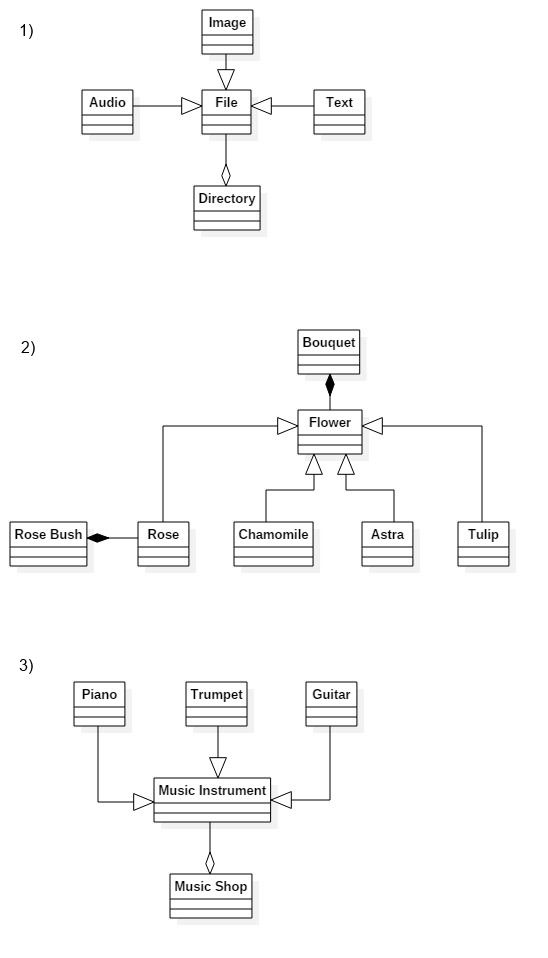 1)
Image
Audio
File
Text
Directory
2)
Bouquet
Flower
Rose Bush
Rose
Chamomile
Astra
Tulip
3)
Piano
Trumpet
Guitar
Music Instrument
Music Shop